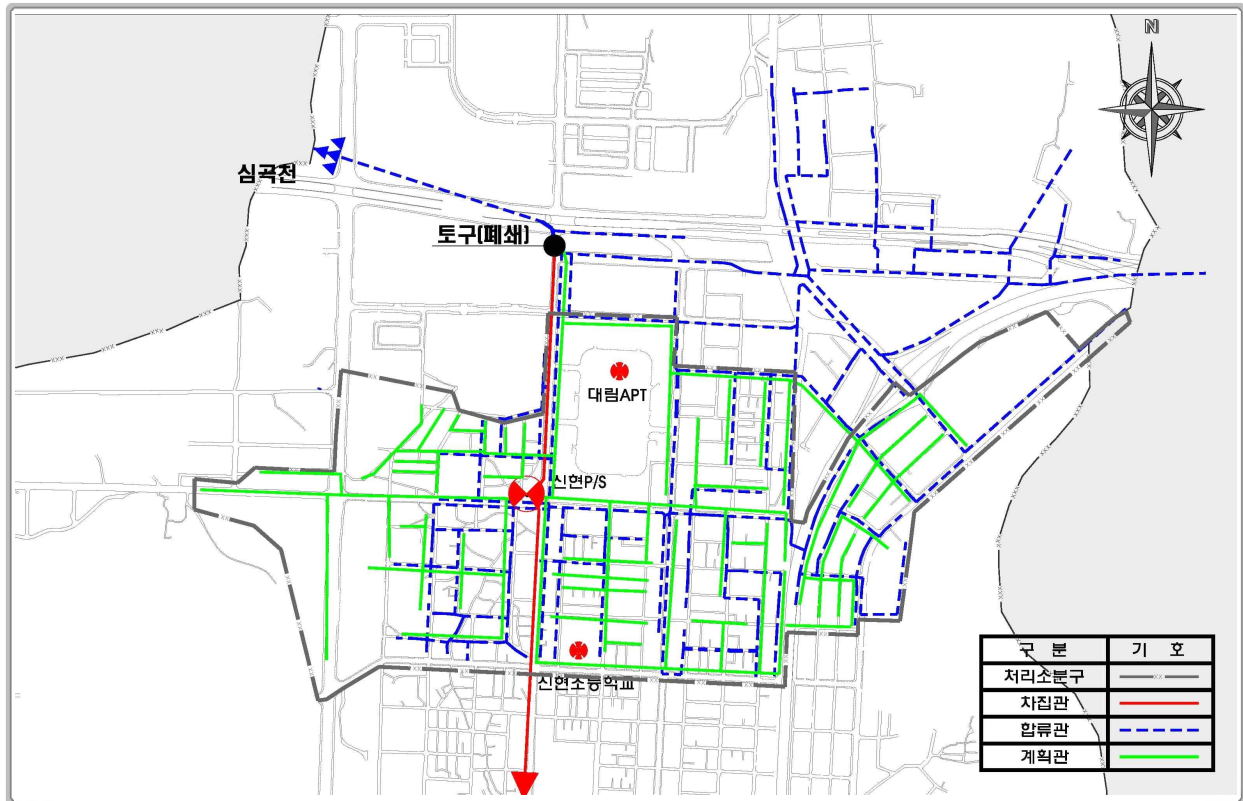 N
심곡천
토구(폐쇄)
대림APT
신현P/S
신현초등학교
구 분 기 호
처리소분구
차집관
합류관
계획관